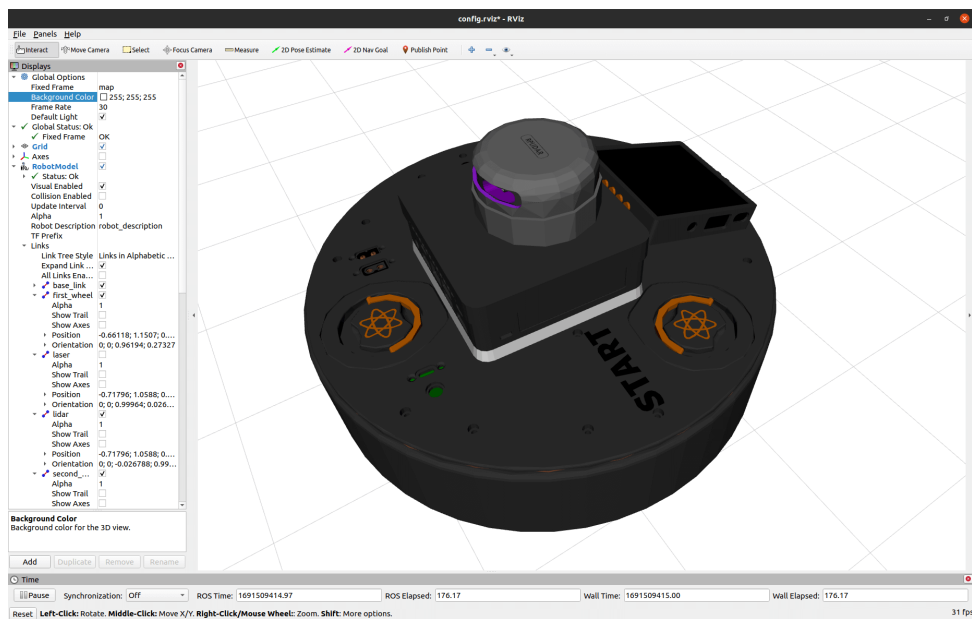 config.rviz* - RViz
File Panels Help
Interact Move Camera Select Focus Camera Measure 2D Pose Estimate 2D Nav Goal Publish Point
Displays
Global Options
Fixed Frame map
Background Color 255; 255; 255
Frame Rate 30
Default Light
Global Status: Ok
Fixed Frame OK
Grid
Axes
RobotModel
Status: Ok
Visual Enabled
Collision Enabled
Update Interval 0
Alpha 1
Robot Description robot_description
TF Prefix
Links
Link Tree Style Links in Alphabetic ...
Expand Link ...
All Links Ena...
base_link
first_wheel
Alpha 1
Show Trail
Show Axes
Position -0.66118; 1.1507; 0....
Orientation 0; 0; 0.96194; 0.27327
laser
Alpha 1
Show Trail
Show Axes
Position -0.71796; 1.0588; 0....
Orientation 0; 0; 0.99964; 0.026...
lidar
Alpha 1
Show Trail
Show Axes
Position -0.71796; 1.0588; 0....
Orientation 0; 0; -0.026788; 0.99...
second_...
Alpha 1
Show Trail
Show Axes
START
Background Color
Background color for the 3D view.
Add Duplicate Remove Rename
Time
Pause Synchronization: Off ROS Time: 1691509414.97 ROS Elapsed: 176.17 Wall Time: 1691509415.00 Wall Elapsed: 176.17
Reset Left-Click: Rotate. Middle-Click: Move X/Y. Right-Click/Mouse Wheel:: Zoom. Shift: More options. 31 fps